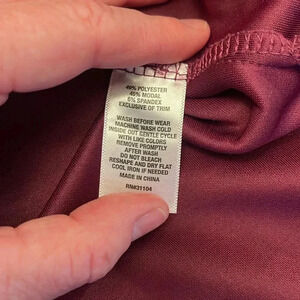 49% POLYESTER
45% MODAL
6% SPANDEX
EXCLUSIVE OF TRIM
WASH BEFORE WEAR
MACHINE WASH COLD
INSIDE OUT GENTLE CYCLE
WITH LIKE COLORS
REMOVE PROMPTLY
AFTER WASH
DO NOT BLEACH
RESHAPE AND DRY FLAT
COOL IRON IF NEEDED
MADE IN CHINA
RN#31104